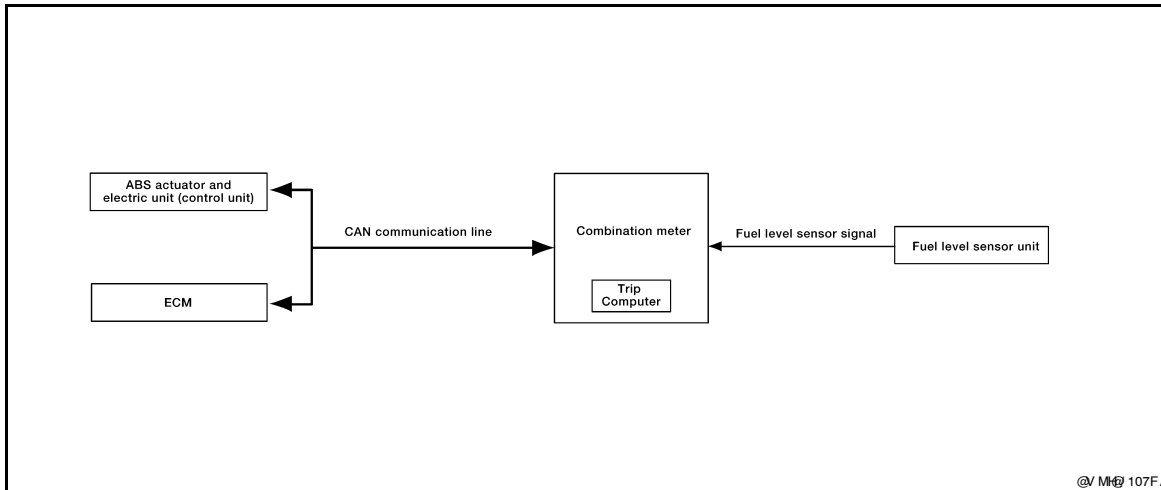 ABS actuator and
electric unit (control unit)
CAN communication line
ECM
Combination meter
Trip
Computer
Fuel level sensor signal
Fuel level sensor unit
107F